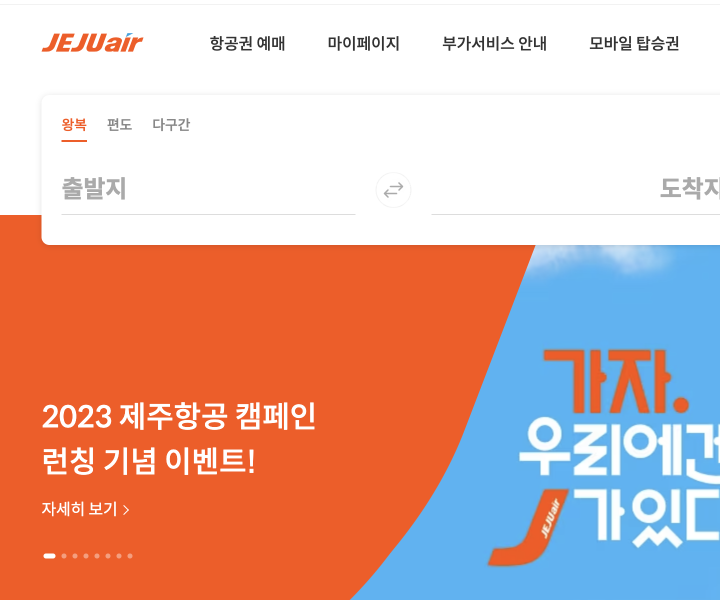 JEJUair
항공권 예매
마이페이지
부가서비스 안내
모바일 탑승권
왕복
편도
다구간
출발지
도착지
2023 제주항공 캠페인
런칭 기념 이벤트!
자세히 보기
가자.
우리에겐
J가 있다
JEJUair